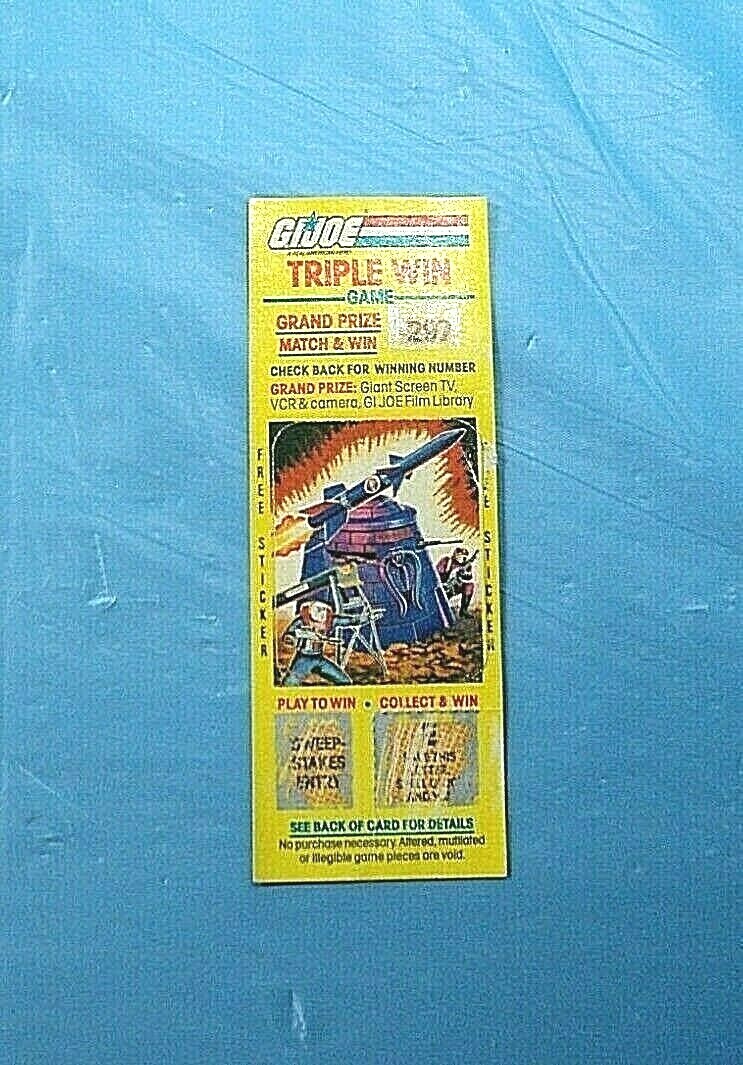 GI JOE
A REAL AMERICAN HERO
TRIPLE WIN
GAME
GRAND PRIZE
MATCH & WIN
CHECK BACK FOR WINNING NUMBER
GRAND PRIZE: Giant Screen TV,
VCR & camera, GI JOE Film Library
FREE STICKER
FREE STICKER
PLAY TO WIN • COLLECT & WIN
SWEEP-
STAKES
ENTRY
SEE BACK OF CARD FOR DETAILS
No purchase necessary. Altered, mutilated
or illegible game pieces are void.